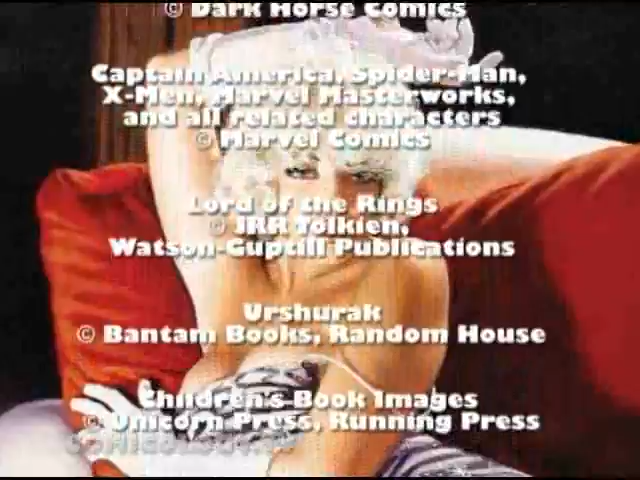 © Dark Horse Comics
Captain America, Spider-Man,
X-Men, Marvel Masterworks,
and all related characters
© Marvel Comics
Lord of the Rings
© JRR Tolkien,
Watson-Guptill Publications
Urshurak
© Bantam Books, Random House
Children's Book Images
© Unicorn Press, Running Press